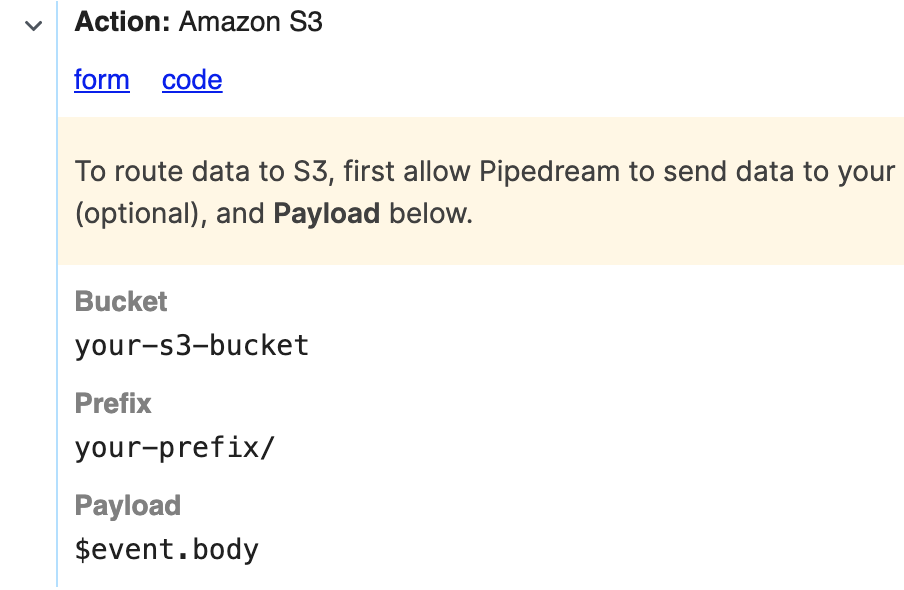 Action: Amazon S3
form code
To route data to S3, first allow Pipedream to send data to your
(optional), and Payload below.
Bucket
your-s3-bucket
Prefix
your-prefix/
Payload
$event.body